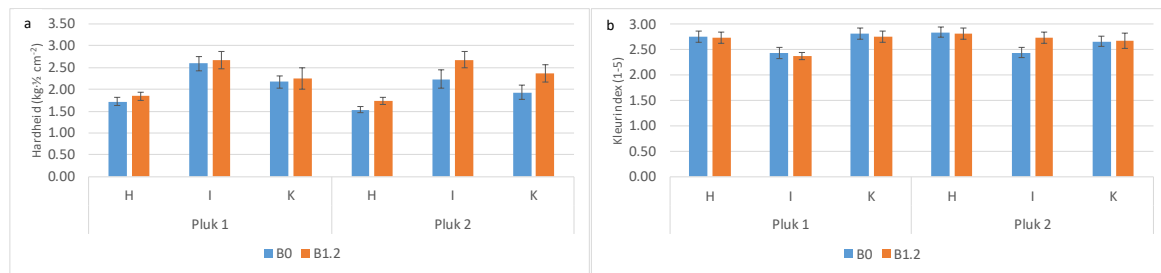 a
Hardheid (kg·½ cm⁻²)
3.50
3.00
2.50
2.00
1.50
1.00
0.50
0.00
H I K H I K
Pluk 1 Pluk 2
B0 B1.2
b
Kleurindex (1-5)
3.00
2.50
2.00
1.50
1.00
0.50
0.00
H I K H I K
Pluk 1 Pluk 2
B0 B1.2